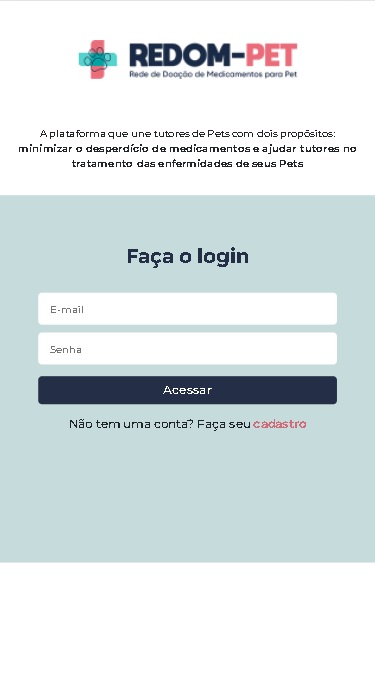 REDOM-PET
Rede de Doação de Medicamentos para Pet
A plataforma que une tutores de Pets com dois propósitos:
minimizar o desperdício de medicamentos e ajudar tutores no
tratamento das enfermidades de seus Pets
Faça o login
E-mail
Senha
Acessar
Não tem uma conta? Faça seu cadastro